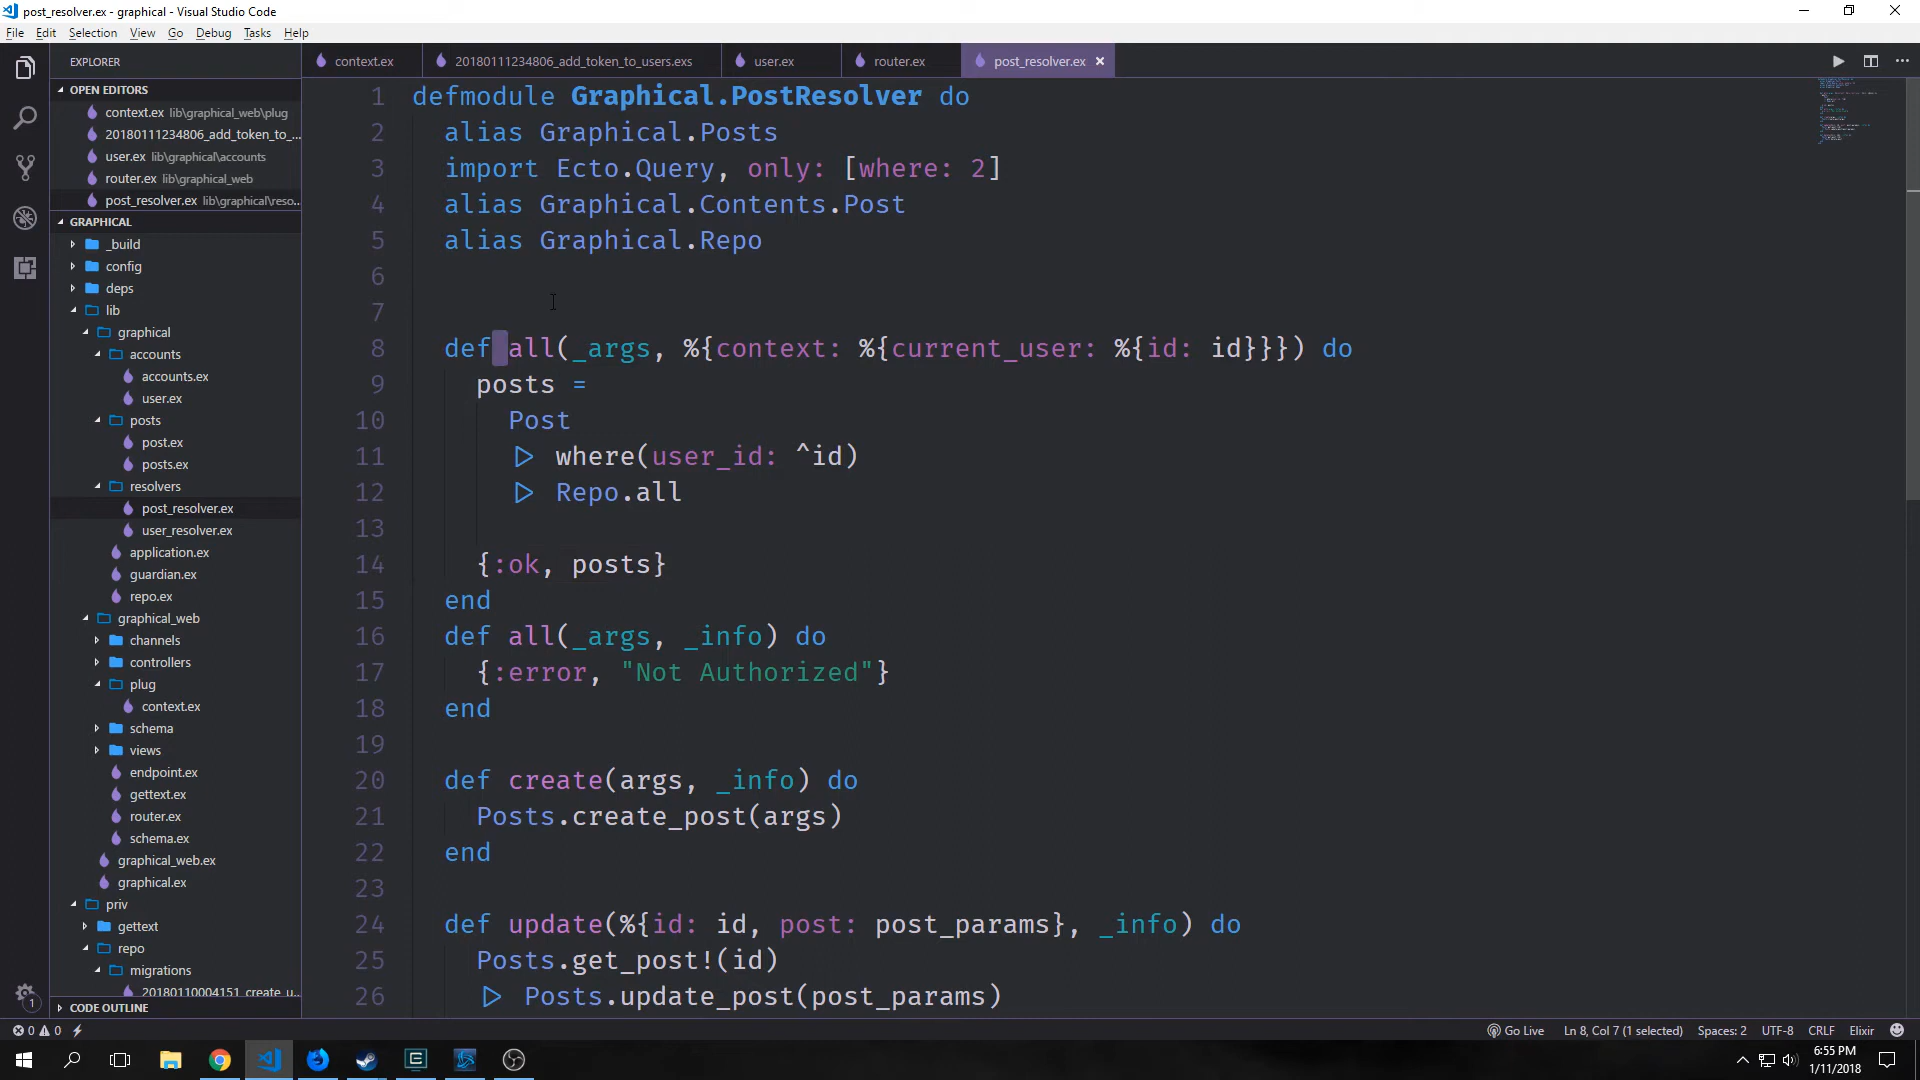 post_resolver.ex - graphical - Visual Studio Code
File Edit Selection View Go Debug Tasks Help
EXPLORER
context.ex
20180111234806_add_token_to_users.exs
user.ex
router.ex
post_resolver.ex ×
OPEN EDITORS
context.ex lib\graphical_web\plug
20180111234806_add_token_to_...
user.ex lib\graphical\accounts
router.ex lib\graphical_web
post_resolver.ex lib\graphical\reso...
GRAPHICAL
_build
config
deps
lib
graphical
accounts
accounts.ex
user.ex
posts
post.ex
posts.ex
resolvers
post_resolver.ex
user_resolver.ex
application.ex
guardian.ex
repo.ex
graphical_web
channels
controllers
plug
context.ex
schema
views
endpoint.ex
gettext.ex
router.ex
schema.ex
graphical_web.ex
graphical.ex
priv
gettext
repo
migrations
20180110004151_create_u...
CODE OUTLINE
1 defmodule Graphical.PostResolver do
2 alias Graphical.Posts
3 import Ecto.Query, only: [where: 2]
4 alias Graphical.Contents.Post
5 alias Graphical.Repo
6
7
8 def all(_args, %{context: %{current_user: %{id: id}}}) do
9 posts =
10 Post
11 |> where(user_id: ^id)
12 |> Repo.all
13
14 {:ok, posts}
15 end
16 def all(_args, _info) do
17 {:error, "Not Authorized"}
18 end
19
20 def create(args, _info) do
21 Posts.create_post(args)
22 end
23
24 def update(%{id: id, post: post_params}, _info) do
25 Posts.get_post!(id)
26 |> Posts.update_post(post_params)
1
0 0
Go Live Ln 8, Col 7 (1 selected) Spaces: 2 UTF-8 CRLF Elixir
6:55 PM
1/11/2018